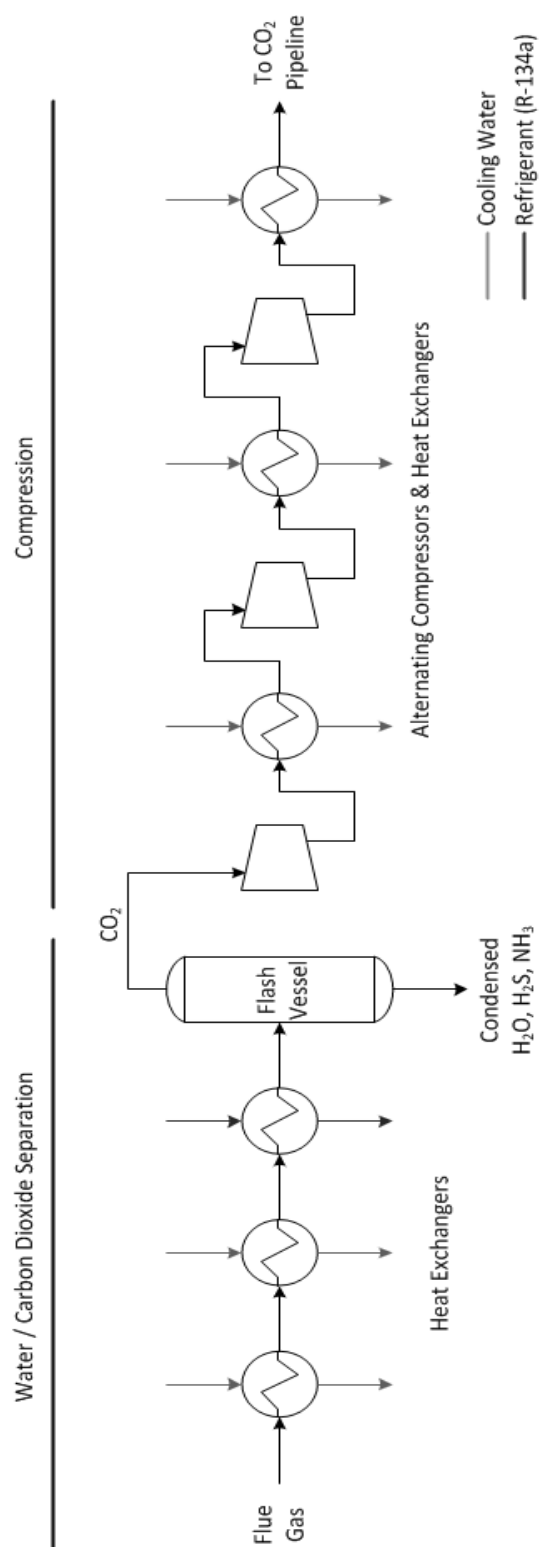 Water / Carbon Dioxide Separation
Compression
Flue
Gas
Heat Exchangers
Flash
Vessel
CO₂
Condensed
H₂O, H₂S, NH₃
Alternating Compressors & Heat Exchangers
To CO₂
Pipeline
Cooling Water
Refrigerant (R-134a)